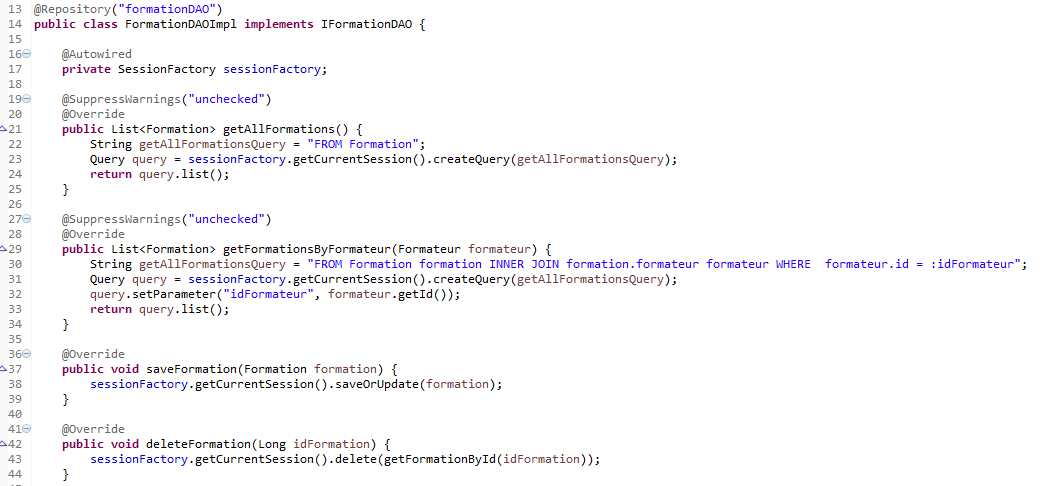 13 @Repository("formationDAO")
14 public class FormationDAOImpl implements IFormationDAO {
15
16 @Autowired
17 private SessionFactory sessionFactory;
18
19 @SuppressWarnings("unchecked")
20 @Override
21 public List<Formation> getAllFormations() {
22 String getAllFormationsQuery = "FROM Formation";
23 Query query = sessionFactory.getCurrentSession().createQuery(getAllFormationsQuery);
24 return query.list();
25 }
26
27 @SuppressWarnings("unchecked")
28 @Override
29 public List<Formation> getFormationsByFormateur(Formateur formateur) {
30 String getAllFormationsQuery = "FROM Formation formation INNER JOIN formation.formateur formateur WHERE  formateur.id = :idFormateur";
31 Query query = sessionFactory.getCurrentSession().createQuery(getAllFormationsQuery);
32 query.setParameter("idFormateur", formateur.getId());
33 return query.list();
34 }
35
36 @Override
37 public void saveFormation(Formation formation) {
38 sessionFactory.getCurrentSession().saveOrUpdate(formation);
39 }
40
41 @Override
42 public void deleteFormation(Long idFormation) {
43 sessionFactory.getCurrentSession().delete(getFormationById(idFormation));
44 }